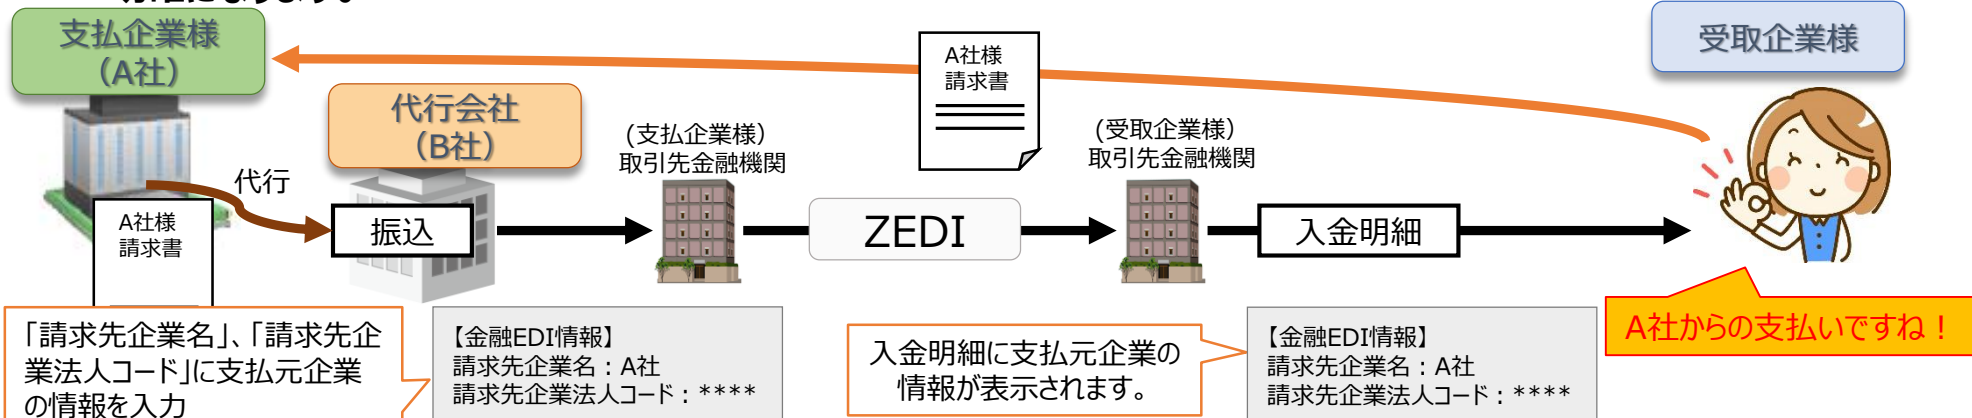 支払企業様
（A社）
代行会社
（B社）
代行
A社様
請求書
振込
(支払企業様）
取引先金融機関
A社様
請求書
ZEDI
(受取企業様）
取引先金融機関
入金明細
受取企業様
「請求先企業名」、「請求先企
業法人コード」に支払元企業
の情報を入力
【金融EDI情報】
請求先企業名：A社
請求先企業法人コード：****
入金明細に支払元企業の
情報が表示されます。
【金融EDI情報】
請求先企業名：A社
請求先企業法人コード：****
A社からの支払いですね！